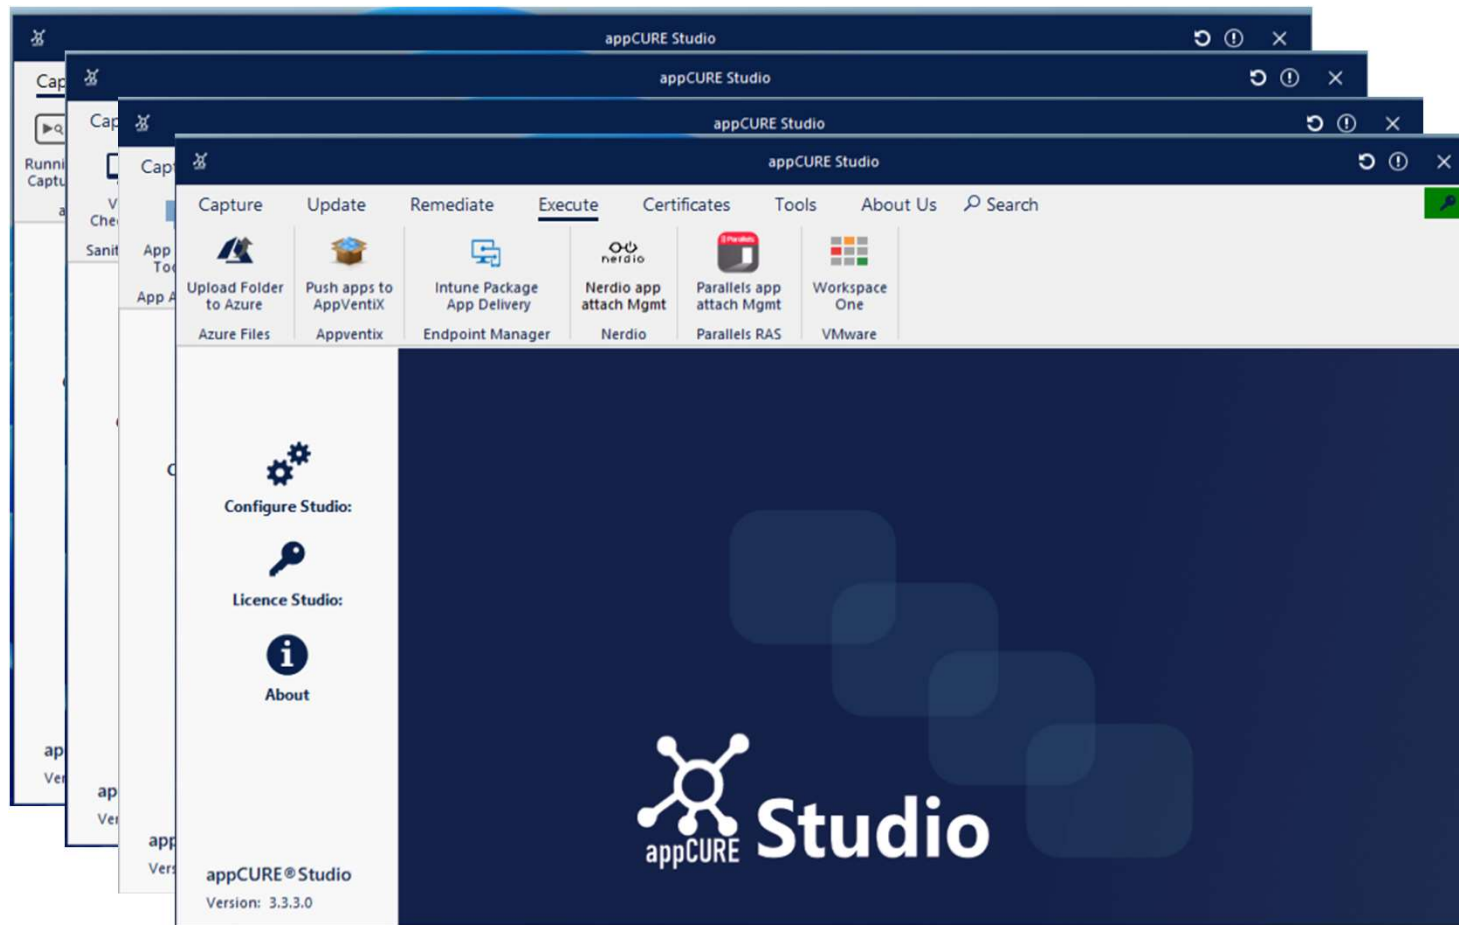 appCURE Studio
appCURE Studio
appCURE Studio
appCURE Studio
Capture Update Remediate Execute Certificates Tools About Us Search
Upload Folder to Azure
Azure Files
Push apps to AppVentiX
Appventix
Intune Package App Delivery
Endpoint Manager
nerdio
Nerdio app attach Mgmt
Nerdio
Parallels
Parallels app attach Mgmt
Parallels RAS
Workspace One
VMware
Configure Studio:
Licence Studio:
About
appCURE®Studio
Version: 3.3.3.0
appCURE Studio